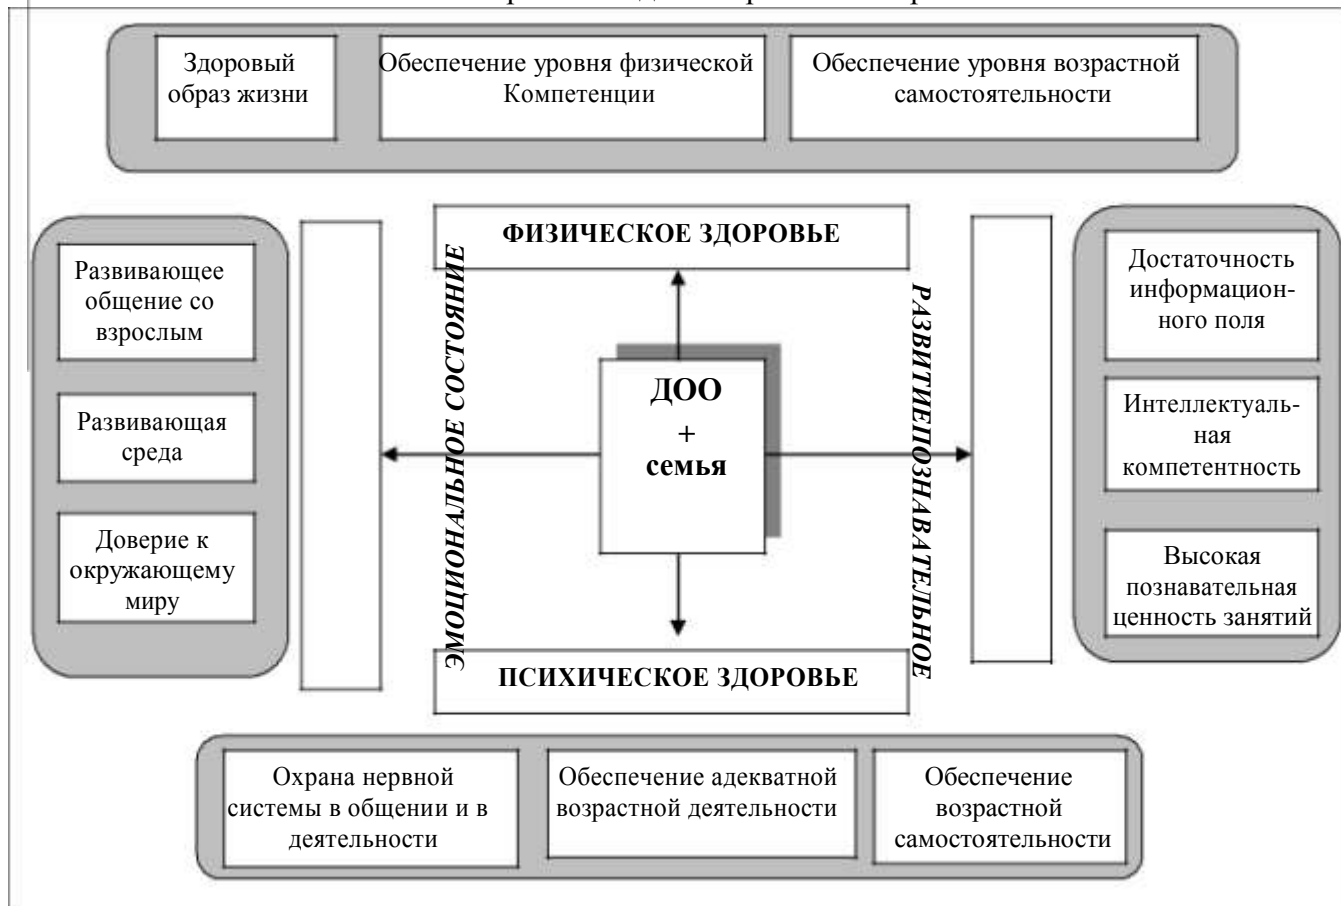 Здоровый
образ жизни
Обеспечение уровня физической
Компетенции
Обеспечение уровня возрастной
самостоятельности
ФИЗИЧЕСКОЕ ЗДОРОВЬЕ
Развивающее
общение со
взрослым
Развивающая
среда
Доверие к
окружающему
миру
ЭМОЦИОНАЛЬНОЕ СОСТОЯНИЕ
ДОО
+
семья
РАЗВИТИЕПОЗНАВАТЕЛЬНОЕ
Достаточность
информацион-
ного поля
Интеллектуаль-
ная
компетентность
Высокая
познавательная
ценность занятий
ПСИХИЧЕСКОЕ ЗДОРОВЬЕ
Охрана нервной
системы в общении и в
деятельности
Обеспечение адекватной
возрастной деятельности
Обеспечение
возрастной
самостоятельности